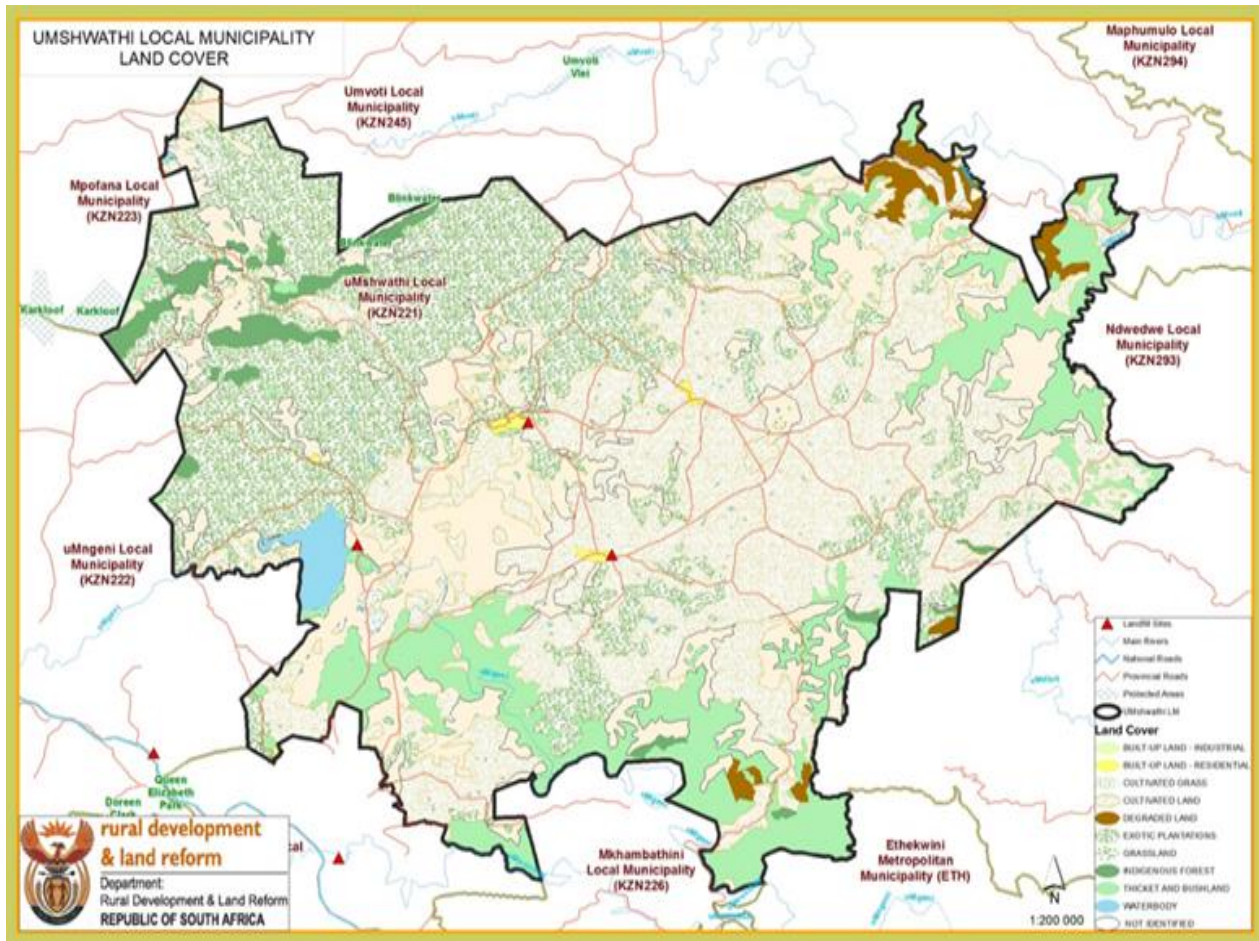 UMSHWATHI LOCAL MUNICIPALITY
LAND COVER
Maphumulo Local
Municipality
(KZN294)
Umvoti
Vlei
Umvoti Local
Municipality
(KZN245)
Mpofana Local
Municipality
(KZN223)
Blinkwater
Blinkwater
uMshwathi Local
Municipality
(KZN221)
Karkloof
Karkloof
Ndwedwe Local
Municipality
(KZN293)
uMngeni Local
Municipality
(KZN222)
Queen
Elizabeth
Park
Doreen
Clark
Mkhambathini
Local Municipality
(KZN226)
Ethekwini
Metropolitan
Municipality (ETH)
N
1:200 000
Landfill Sites
Main Rivers
National Roads
Provincial Roads
Protected Areas
UMshwathi LM
Land Cover
BUILT-UP LAND - INDUSTRIAL
BUILT-UP LAND - RESIDENTIAL
CULTIVATED GRASS
CULTIVATED LAND
DEGRADED LAND
EXOTIC PLANTATIONS
GRASSLAND
INDIGENOUS FOREST
THICKET AND BUSHLAND
WATERBODY
NOT IDENTIFIED
rural development
& land reform
Department:
Rural Development & Land Reform
REPUBLIC OF SOUTH AFRICA